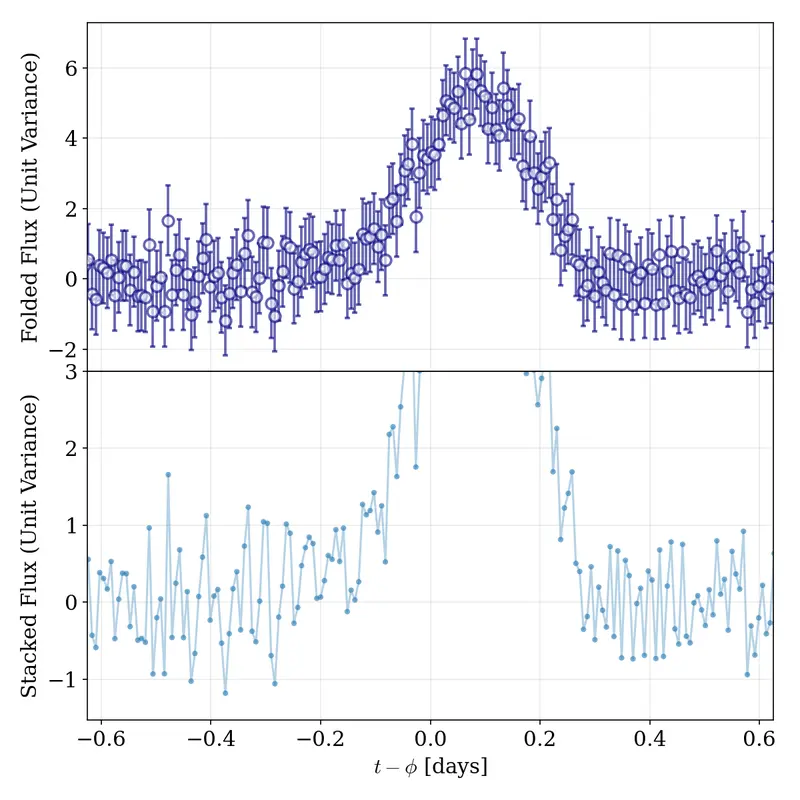 Folded Flux (Unit Variance)
6
4
2
0
−2
Stacked Flux (Unit Variance)
3
2
1
0
−1
−0.6 −0.4 −0.2 0.0 0.2 0.4 0.6
t − ϕ [days]